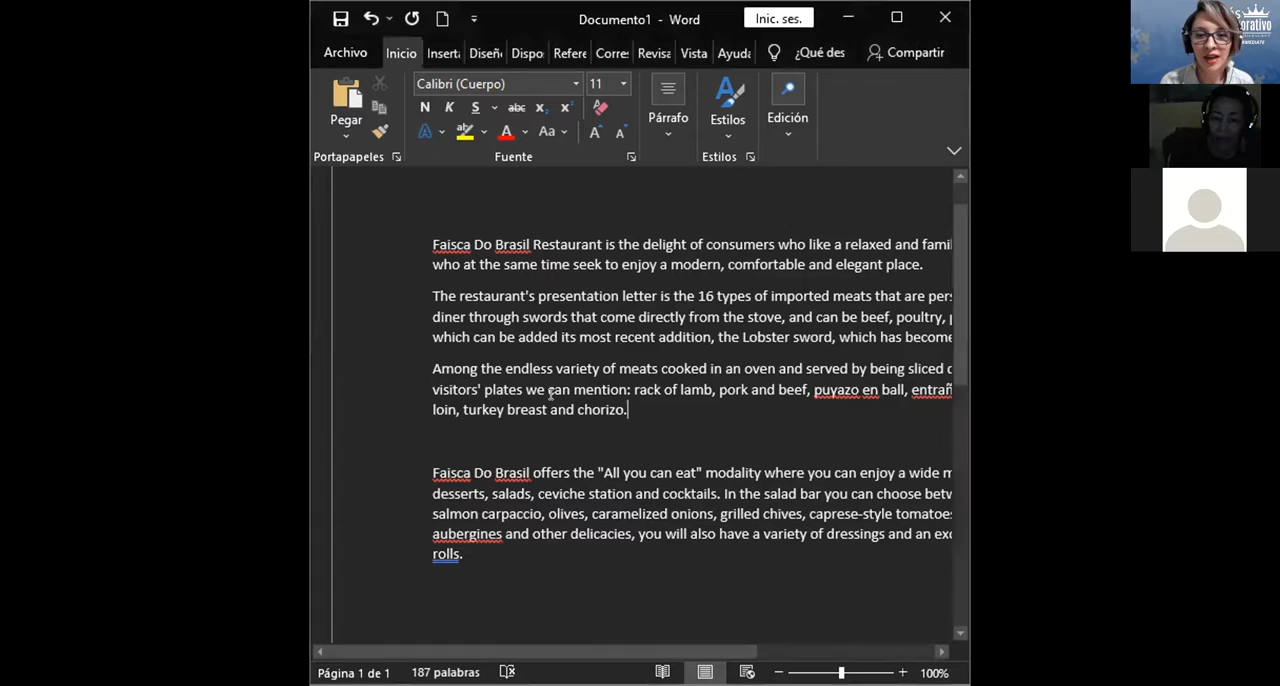 Documento1 - Word
Inic. ses.
Archivo Inicio Inserta Diseñ Dispo Refere Corre Revisa Vista Ayuda ¿Qué des Compartir
Calibri (Cuerpo) 11
Pegar
N K S abc x₂ x² Aa A A
Párrafo Estilos Edición
Portapapeles Fuente Estilos
Faisca Do Brasil Restaurant is the delight of consumers who like a relaxed and fami
who at the same time seek to enjoy a modern, comfortable and elegant place.
The restaurant's presentation letter is the 16 types of imported meats that are pers
diner through swords that come directly from the stove, and can be beef, poultry, p
which can be added its most recent addition, the Lobster sword, which has become
Among the endless variety of meats cooked in an oven and served by being sliced o
visitors' plates we can mention: rack of lamb, pork and beef, puyazo en ball, entrañ
loin, turkey breast and chorizo.
Faisca Do Brasil offers the "All you can eat" modality where you can enjoy a wide m
desserts, salads, ceviche station and cocktails. In the salad bar you can choose betw
salmon carpaccio, olives, caramelized onions, grilled chives, caprese-style tomatoes
aubergines and other delicacies, you will also have a variety of dressings and an exc
rolls.
Página 1 de 1 187 palabras 100%